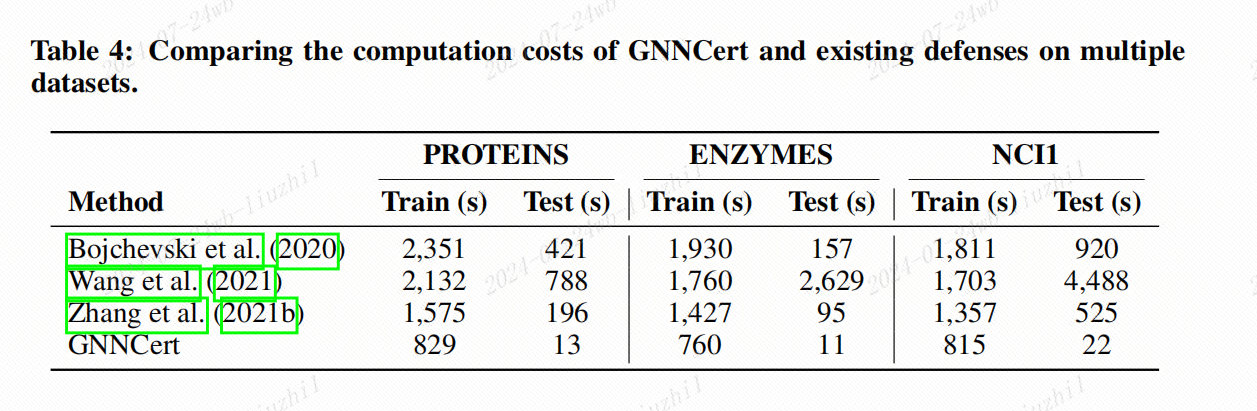 Table 4: Comparing the computation costs of GNNCert and existing defenses on multiple
datasets.
PROTEINS ENZYMES NCI1
Method Train (s) Test (s) Train (s) Test (s) Train (s) Test (s)
Bojchevski et al. (2020) 2,351 421 1,930 157 1,811 920
Wang et al. (2021) 2,132 788 1,760 2,629 1,703 4,488
Zhang et al. (2021b) 1,575 196 1,427 95 1,357 525
GNNCert 829 13 760 11 815 22